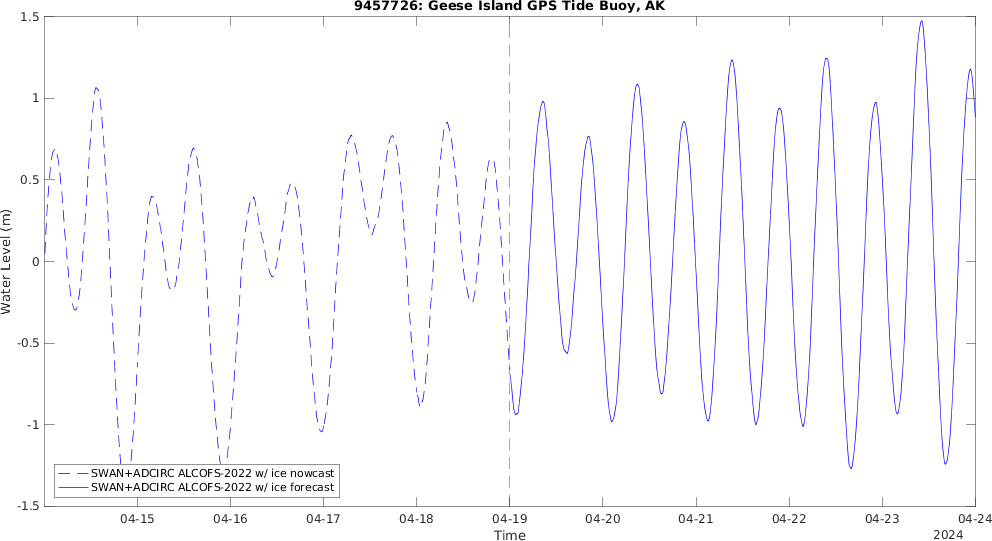 9457726: Geese Island GPS Tide Buoy, AK
1.5
1
0.5
0
-0.5
-1
-1.5
Water Level (m)
SWAN+ADCIRC ALCOFS-2022 w/ ice nowcast
SWAN+ADCIRC ALCOFS-2022 w/ ice forecast
04-15 04-16 04-17 04-18 04-19 04-20 04-21 04-22 04-23 04-24
Time
2024